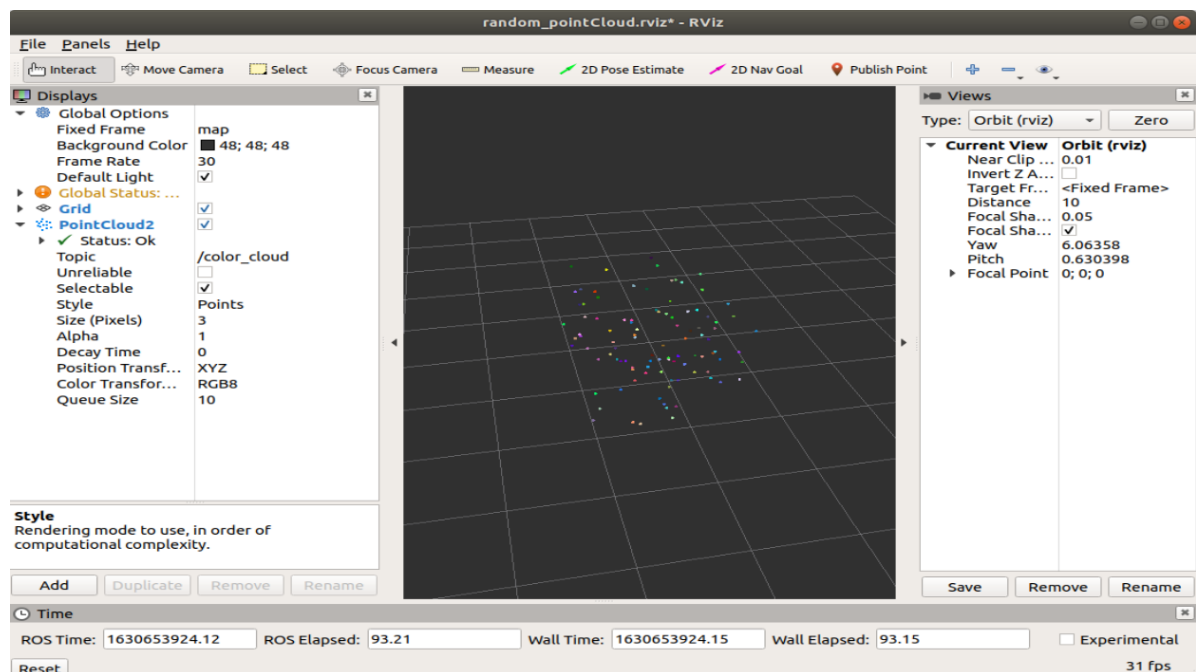 random_pointCloud.rviz* - RViz
File Panels Help
Interact Move Camera Select Focus Camera Measure 2D Pose Estimate 2D Nav Goal Publish Point
Displays
Global Options
Fixed Frame map
Background Color 48; 48; 48
Frame Rate 30
Default Light
Global Status: ...
Grid
PointCloud2
Status: Ok
Topic /color_cloud
Unreliable
Selectable
Style Points
Size (Pixels) 3
Alpha 1
Decay Time 0
Position Transf... XYZ
Color Transfor... RGB8
Queue Size 10
Style
Rendering mode to use, in order of
computational complexity.
Add Duplicate Remove Rename
Views
Type: Orbit (rviz) Zero
Current View Orbit (rviz)
Near Clip ... 0.01
Invert Z A...
Target Fr... <Fixed Frame>
Distance 10
Focal Sha... 0.05
Focal Sha...
Yaw 6.06358
Pitch 0.630398
Focal Point 0; 0; 0
Save Remove Rename
Time
ROS Time: 1630653924.12 ROS Elapsed: 93.21 Wall Time: 1630653924.15 Wall Elapsed: 93.15 Experimental
Reset 31 fps